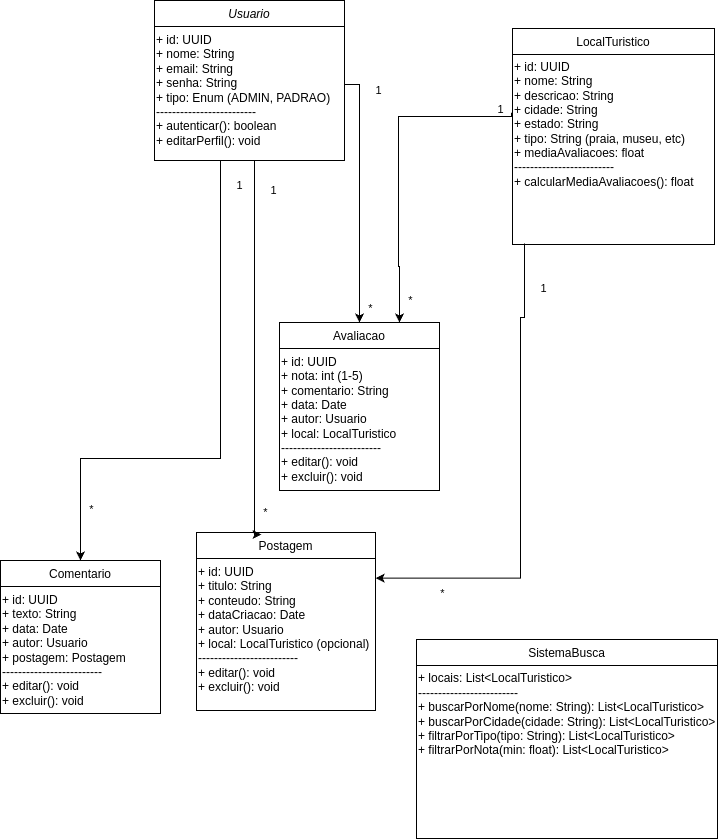 Usuario
+ id: UUID
+ nome: String
+ email: String
+ senha: String
+ tipo: Enum (ADMIN, PADRAO)
-------------------------
+ autenticar(): boolean
+ editarPerfil(): void
LocalTuristico
+ id: UUID
+ nome: String
+ descricao: String
+ cidade: String
+ estado: String
+ tipo: String (praia, museu, etc)
+ mediaAvaliacoes: float
-------------------------
+ calcularMediaAvaliacoes(): float
1
1
1
1
1
*
*
Avaliacao
+ id: UUID
+ nota: int (1-5)
+ comentario: String
+ data: Date
+ autor: Usuario
+ local: LocalTuristico
-------------------------
+ editar(): void
+ excluir(): void
*
*
*
Comentario
+ id: UUID
+ texto: String
+ data: Date
+ autor: Usuario
+ postagem: Postagem
-------------------------
+ editar(): void
+ excluir(): void
Postagem
+ id: UUID
+ titulo: String
+ conteudo: String
+ dataCriacao: Date
+ autor: Usuario
+ local: LocalTuristico (opcional)
-------------------------
+ editar(): void
+ excluir(): void
SistemaBusca
+ locais: List<LocalTuristico>
-------------------------
+ buscarPorNome(nome: String): List<LocalTuristico>
+ buscarPorCidade(cidade: String): List<LocalTuristico>
+ filtrarPorTipo(tipo: String): List<LocalTuristico>
+ filtrarPorNota(min: float): List<LocalTuristico>